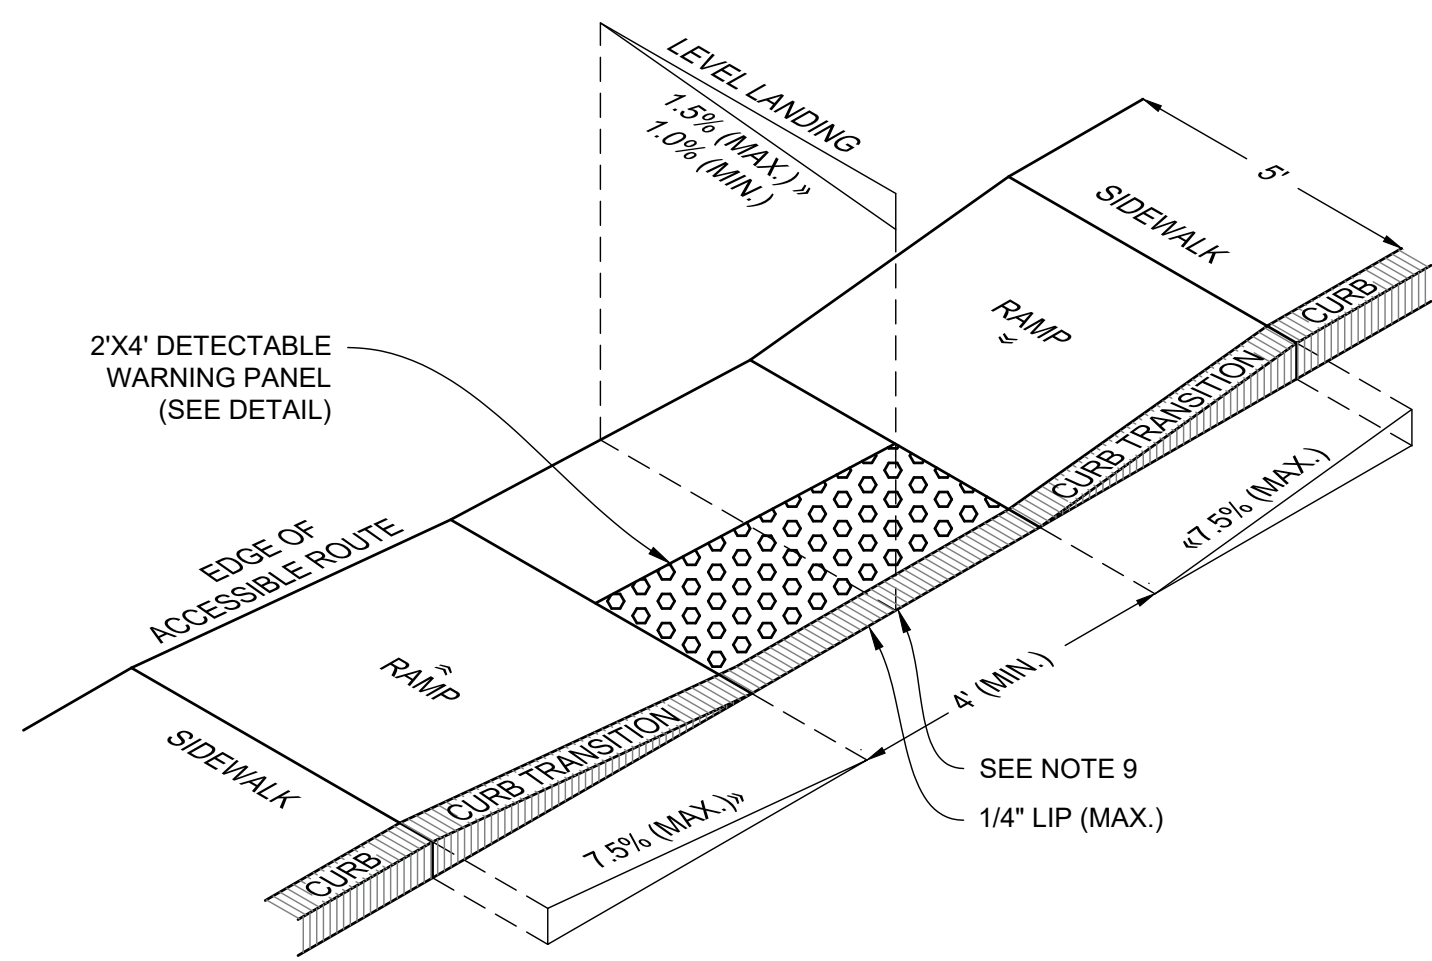 LEVEL LANDING
1.5% (MAX.) »
1.0% (MIN.)
5'
SIDEWALK
RAMP
»
CURB
2'X4' DETECTABLE
WARNING PANEL
(SEE DETAIL)
CURB TRANSITION
«7.5% (MAX.)
EDGE OF
ACCESSIBLE ROUTE
»
RAMP
4' (MIN.)
SIDEWALK
CURB TRANSITION
SEE NOTE 9
1/4" LIP (MAX.)
7.5% (MAX.)»
CURB